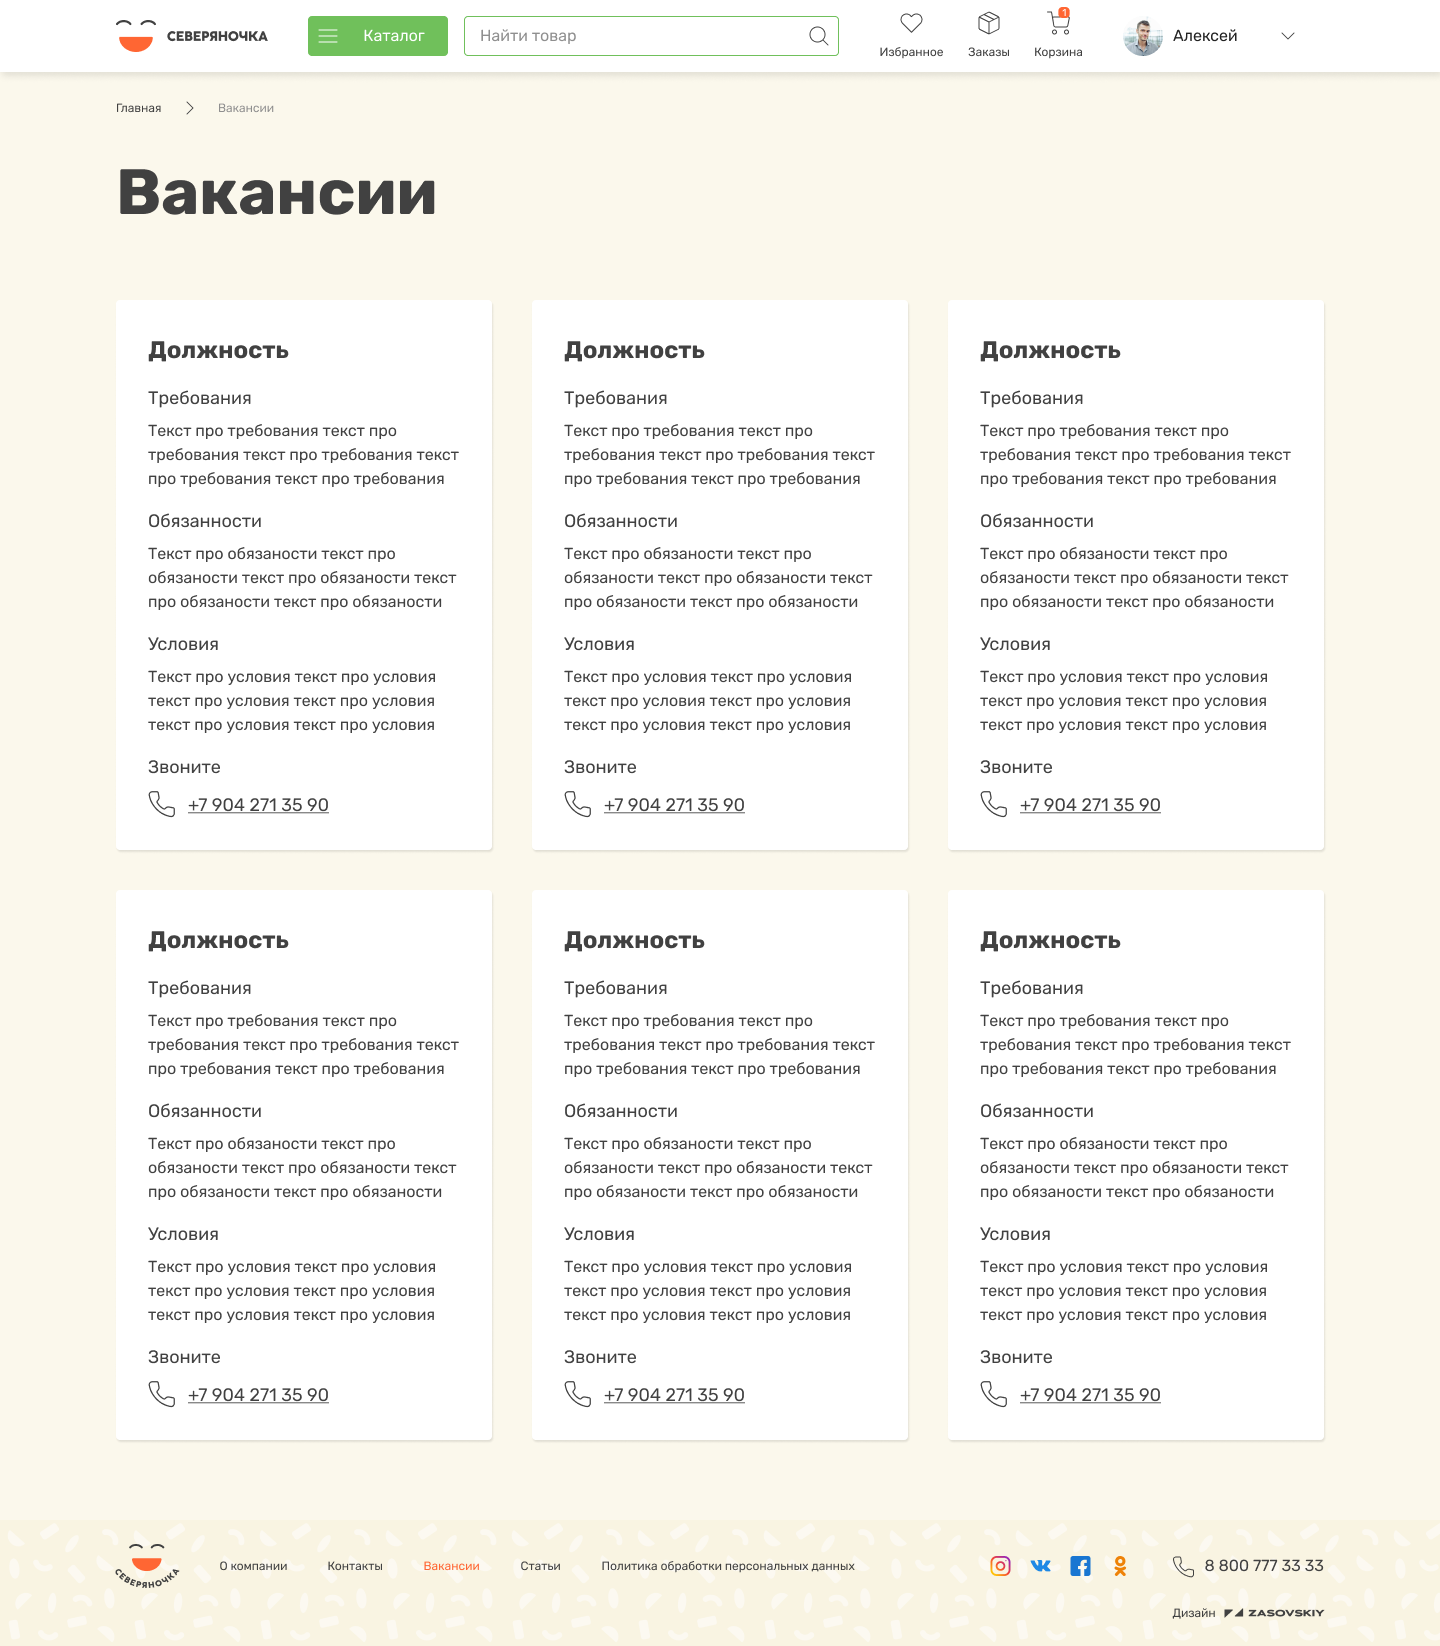 СЕВЕРЯНОЧКА
Каталог
Найти товар
Избранное
Заказы
1
Корзина
Алексей
Главная
Вакансии
Вакансии
Должность
Требования
Текст про требования текст про
требования текст про требования текст
про требования текст про требования
Обязанности
Текст про обязаности текст про
обязаности текст про обязаности текст
про обязаности текст про обязаности
Условия
Текст про условия текст про условия
текст про условия текст про условия
текст про условия текст про условия
Звоните
+7 904 271 35 90
Должность
Требования
Текст про требования текст про
требования текст про требования текст
про требования текст про требования
Обязанности
Текст про обязаности текст про
обязаности текст про обязаности текст
про обязаности текст про обязаности
Условия
Текст про условия текст про условия
текст про условия текст про условия
текст про условия текст про условия
Звоните
+7 904 271 35 90
Должность
Требования
Текст про требования текст про
требования текст про требования текст
про требования текст про требования
Обязанности
Текст про обязаности текст про
обязаности текст про обязаности текст
про обязаности текст про обязаности
Условия
Текст про условия текст про условия
текст про условия текст про условия
текст про условия текст про условия
Звоните
+7 904 271 35 90
Должность
Требования
Текст про требования текст про
требования текст про требования текст
про требования текст про требования
Обязанности
Текст про обязаности текст про
обязаности текст про обязаности текст
про обязаности текст про обязаности
Условия
Текст про условия текст про условия
текст про условия текст про условия
текст про условия текст про условия
Звоните
+7 904 271 35 90
Должность
Требования
Текст про требования текст про
требования текст про требования текст
про требования текст про требования
Обязанности
Текст про обязаности текст про
обязаности текст про обязаности текст
про обязаности текст про обязаности
Условия
Текст про условия текст про условия
текст про условия текст про условия
текст про условия текст про условия
Звоните
+7 904 271 35 90
Должность
Требования
Текст про требования текст про
требования текст про требования текст
про требования текст про требования
Обязанности
Текст про обязаности текст про
обязаности текст про обязаности текст
про обязаности текст про обязаности
Условия
Текст про условия текст про условия
текст про условия текст про условия
текст про условия текст про условия
Звоните
+7 904 271 35 90
СЕВЕРЯНОЧКА
О компании
Контакты
Вакансии
Статьи
Политика обработки персональных данных
8 800 777 33 33
Дизайн ZASOVSKIY